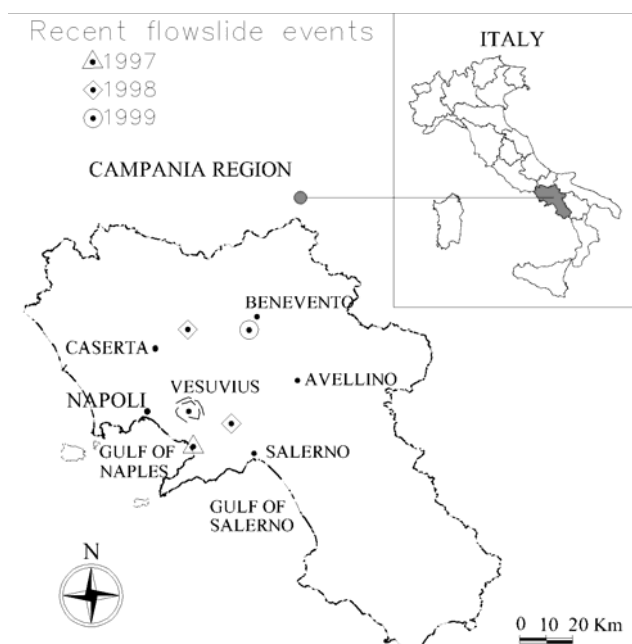 Recent flowslide events
1997
1998
1999
ITALY
CAMPANIA REGION
BENEVENTO
CASERTA
AVELLINO
VESUVIUS
NAPOLI
GULF OF
NAPLES
SALERNO
GULF OF
SALERNO
N
0 10 20 Km